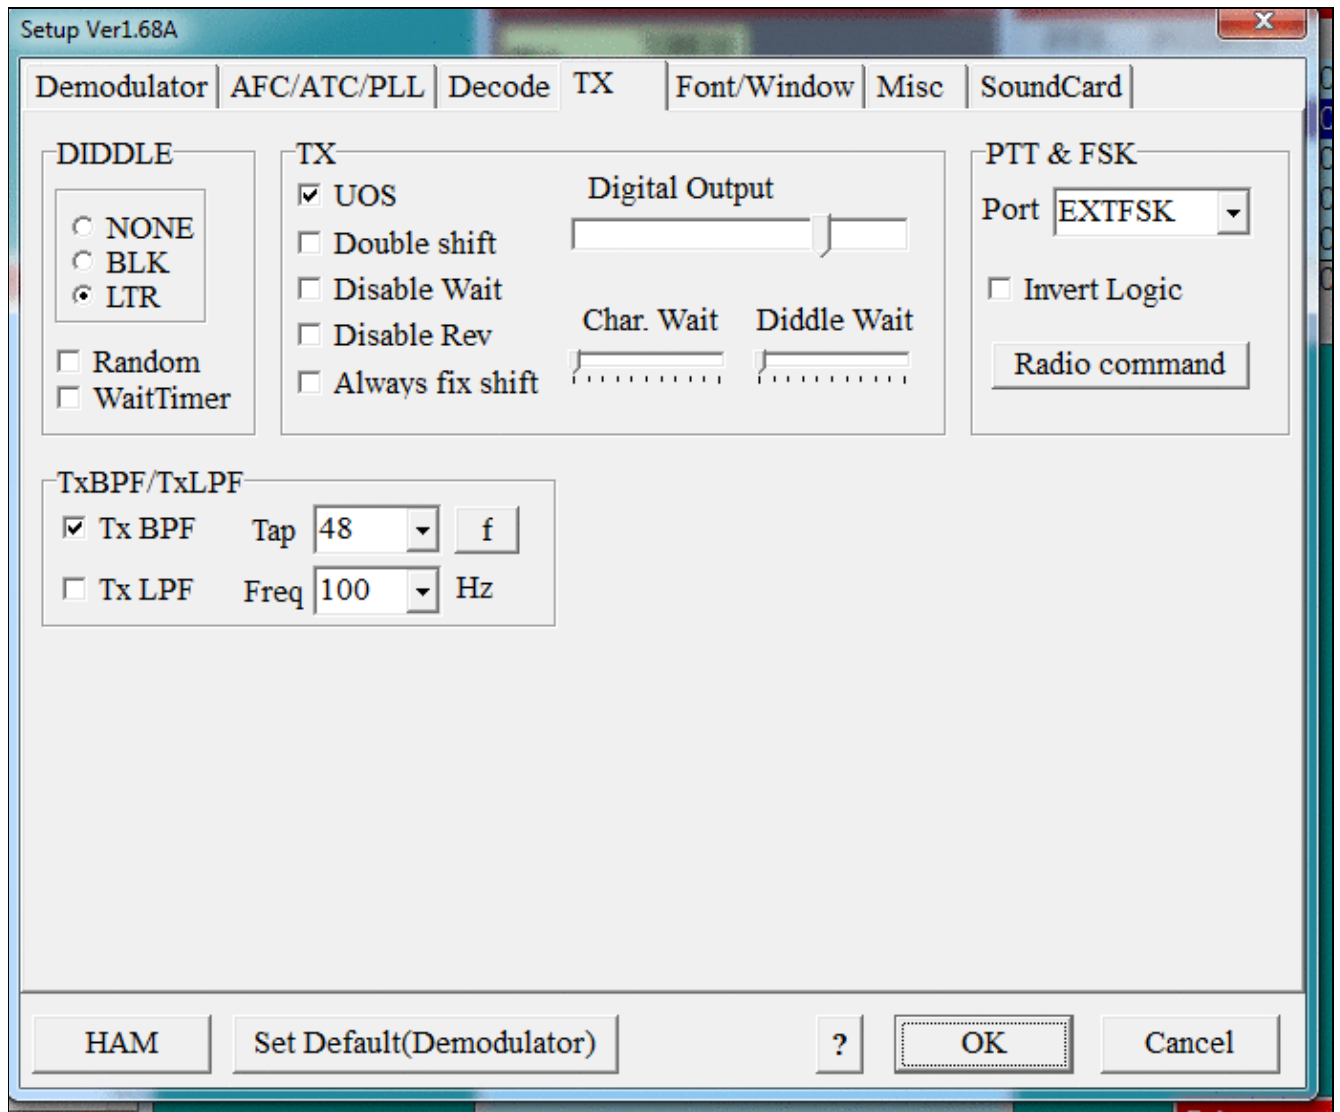 Setup Ver1.68A
X
Demodulator AFC/ATC/PLL Decode TX Font/Window Misc SoundCard
DIDDLE
NONE
BLK
LTR
Random
WaitTimer
TX
UOS
Double shift
Disable Wait
Disable Rev
Always fix shift
Digital Output
Char. Wait Diddle Wait
PTT & FSK
Port EXTFSK
Invert Logic
Radio command
TxBPF/TxLPF
Tx BPF Tap 48 f
Tx LPF Freq 100 Hz
HAM Set Default(Demodulator) ? OK Cancel